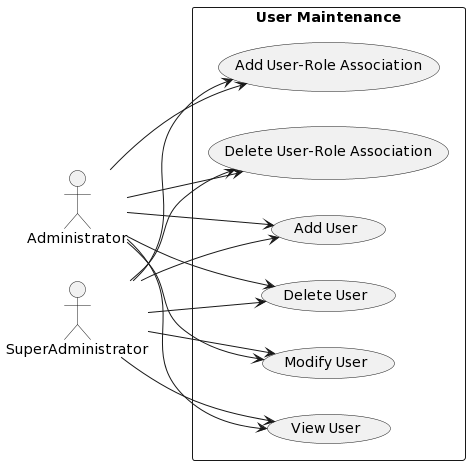 User Maintenance
Add User-Role Association
Delete User-Role Association
Administrator
Add User
Delete User
SuperAdministrator
Modify User
View User